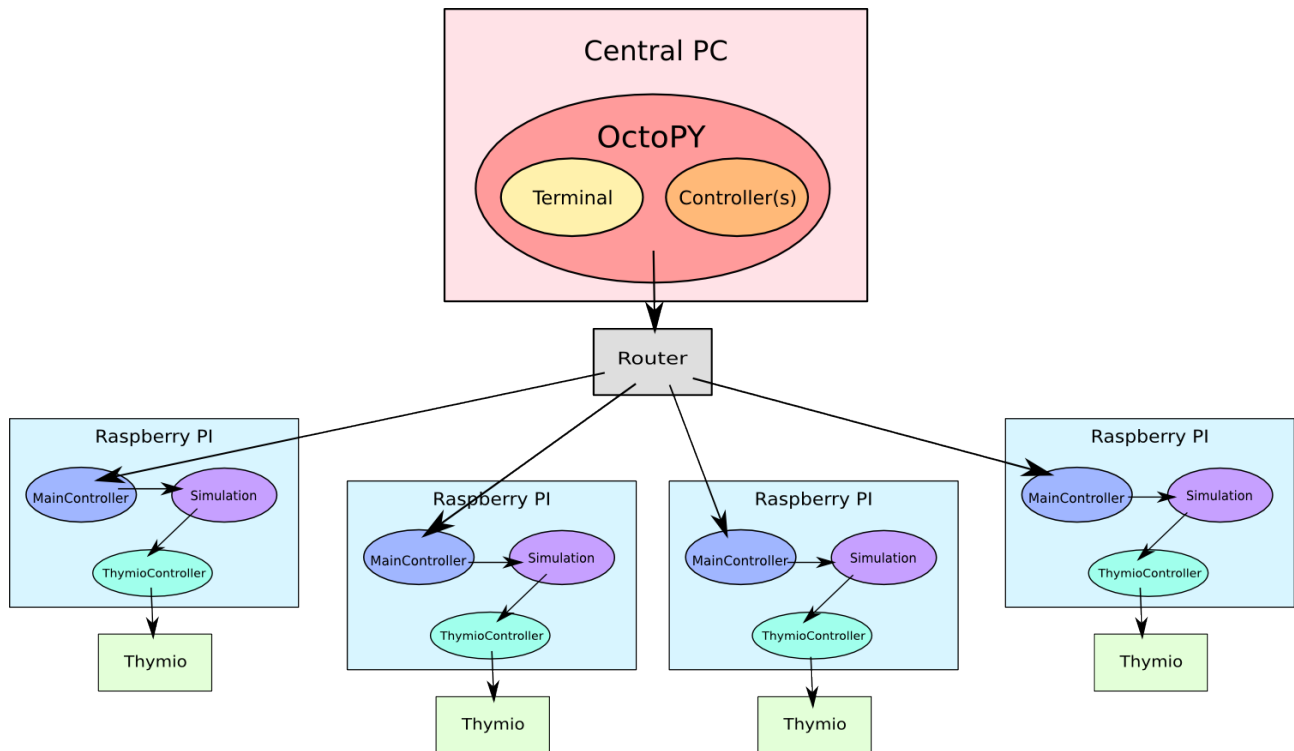 Central PC
OctoPY
Terminal
Controller(s)
Router
Raspberry PI
MainController
Simulation
ThymioController
Thymio
Raspberry PI
MainController
Simulation
ThymioController
Thymio
Raspberry PI
MainController
Simulation
ThymioController
Thymio
Raspberry PI
MainController
Simulation
ThymioController
Thymio